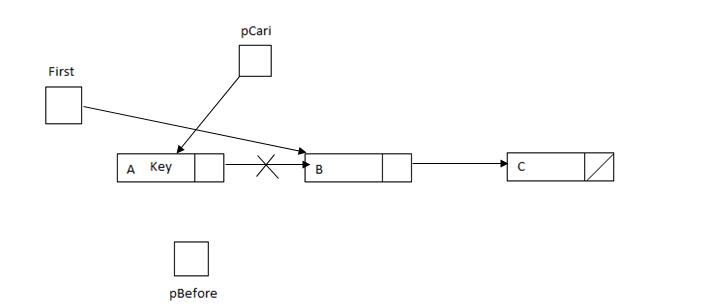 pCari
First
A Key
B
C
pBefore